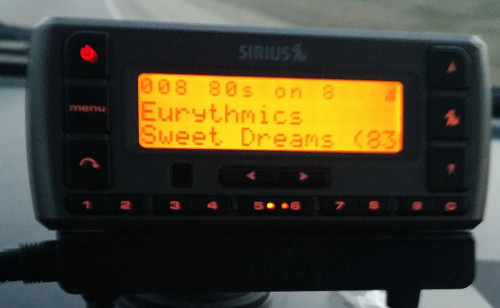 SIRIUS
008 80s on 8
menu
Eurythmics
Sweet Dreams (83
1 2 3 4 5 6 7 8 9 0